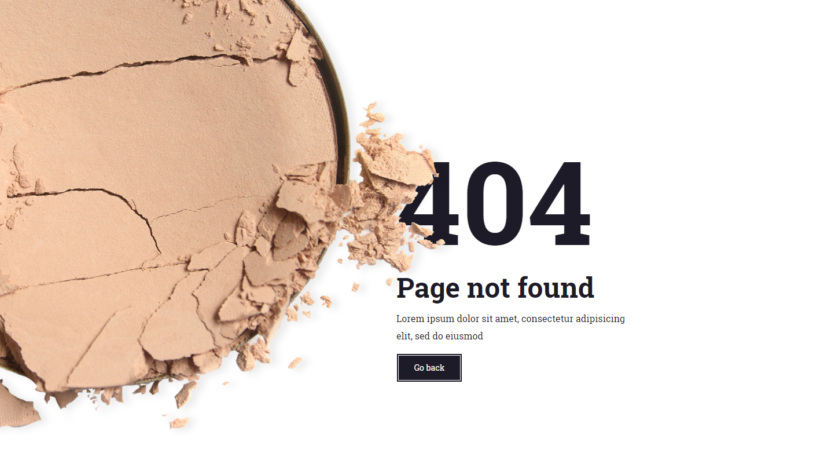 404
Page not found
Lorem ipsum dolor sit amet, consectetur adipisicing
elit, sed do eiusmod
Go back